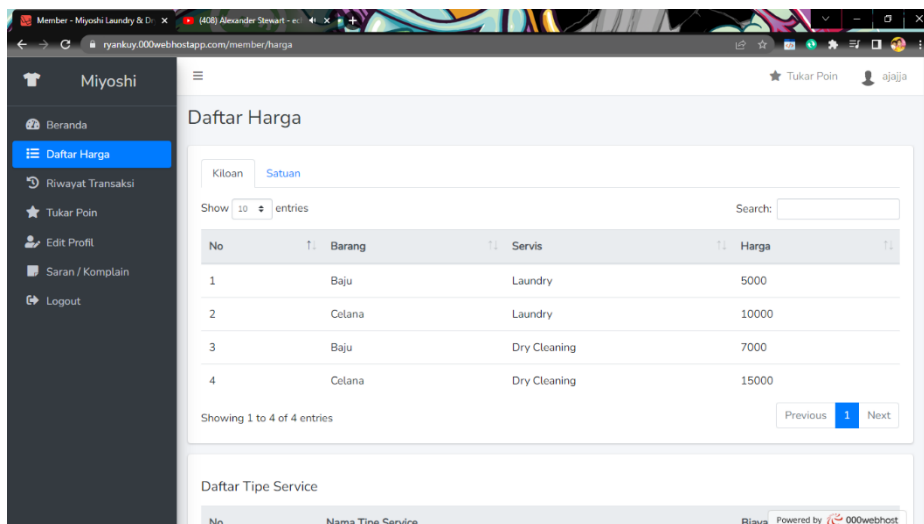 Member - Miyoshi Laundry & D
(408) Alexander Stewart - ec
ryankuy.000webhostapp.com/member/harga
Miyoshi
Tukar Poin
ajajja
Beranda
Daftar Harga
Riwayat Transaksi
Tukar Poin
Edit Profil
Saran / Komplain
Logout
Daftar Harga
Kiloan Satuan
Show 10 entries
Search:
No Barang Servis Harga
1 Baju Laundry 5000
2 Celana Laundry 10000
3 Baju Dry Cleaning 7000
4 Celana Dry Cleaning 15000
Showing 1 to 4 of 4 entries
Previous 1 Next
Daftar Tipe Service
No Nama Tipe Service Biaya
Powered by 000webhost